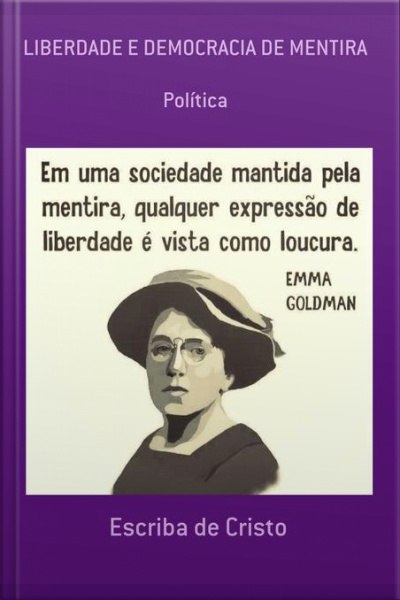 LIBERDADE E DEMOCRACIA DE MENTIRA
Política
Em uma sociedade mantida pela
mentira, qualquer expressão de
liberdade é vista como loucura.
EMMA
GOLDMAN
Escriba de Cristo